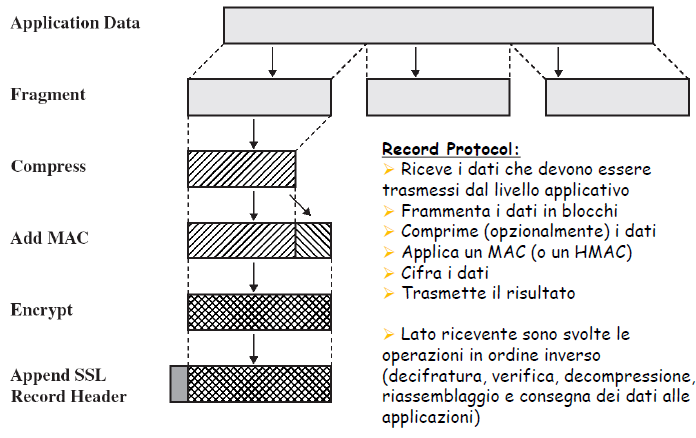 Application Data
Fragment
Compress
Add MAC
Encrypt
Append SSL
Record Header
Record Protocol:
➢ Riceve i dati che devono essere
trasmessi dal livello applicativo
➢ Frammenta i dati in blocchi
➢ Comprime (opzionalmente) i dati
➢ Applica un MAC (o un HMAC)
➢ Cifra i dati
➢ Trasmette il risultato
➢ Lato ricevente sono svolte le
operazioni in ordine inverso
(decifratura, verifica, decompressione,
riassemblaggio e consegna dei dati alle
applicazioni)